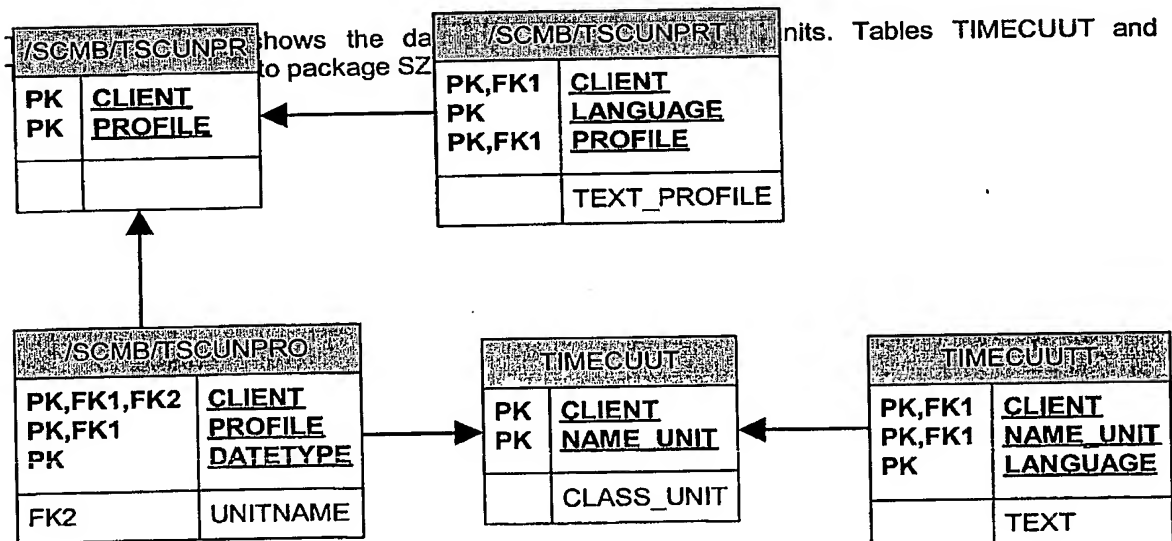 shows the da nits. Tables TIMECUUT and
to package SZ
/SCMB/TSCUNPR
PK CLIENT
PK PROFILE
/SCMB/TSCUNPRT
PK,FK1 CLIENT
PK LANGUAGE
PK,FK1 PROFILE
TEXT_PROFILE
/SCMB/TSCUNPRO
PK,FK1,FK2 CLIENT
PK,FK1 PROFILE
PK DATETYPE
FK2 UNITNAME
TIMECUUT
PK CLIENT
PK NAME_UNIT
CLASS_UNIT
TIMECUUTT
PK,FK1 CLIENT
PK,FK1 NAME_UNIT
PK LANGUAGE
TEXT